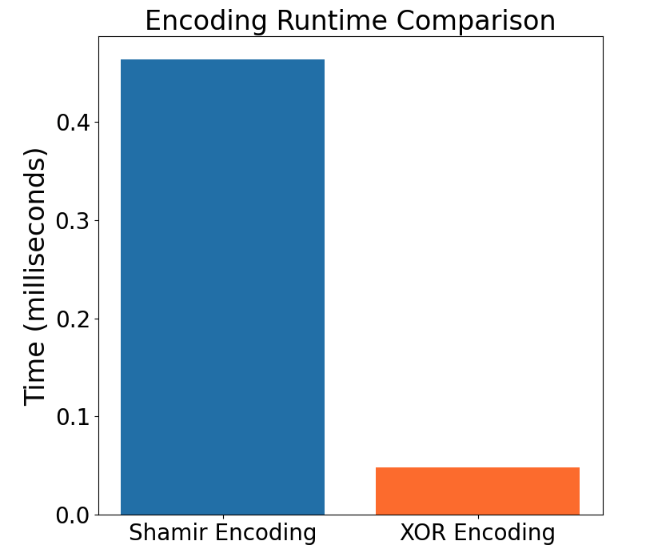 Encoding Runtime Comparison
Time (milliseconds)
0.4
0.3
0.2
0.1
0.0
Shamir Encoding
XOR Encoding